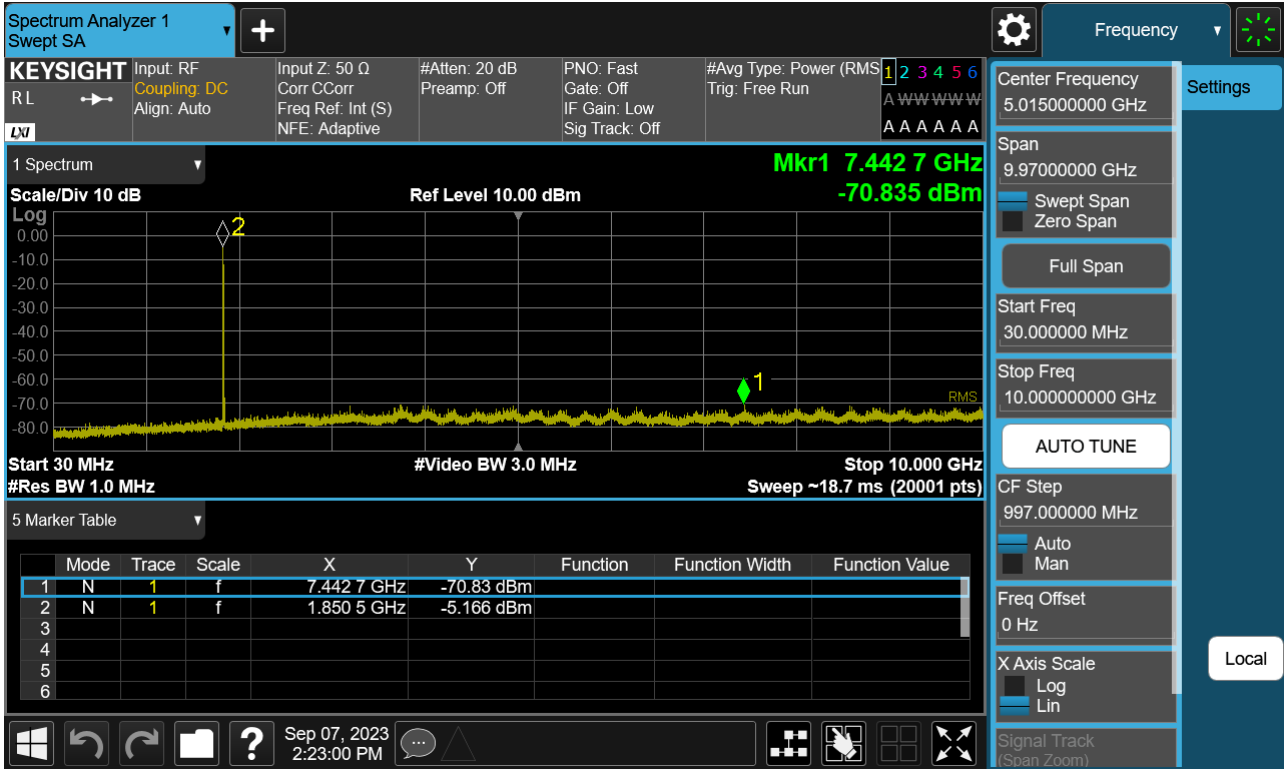 Spectrum Analyzer 1
Swept SA
Frequency
KEYSIGHT
R L
LXI
Input: RF
Coupling: DC
Align: Auto
Input Z: 50 Ω
Corr CCorr
Freq Ref: Int (S)
NFE: Adaptive
#Atten: 20 dB
Preamp: Off
PNO: Fast
Gate: Off
IF Gain: Low
Sig Track: Off
#Avg Type: Power (RMS
Trig: Free Run
1 2 3 4 5 6
A W W W W W
A A A A A A
1 Spectrum
Mkr1 7.442 7 GHz
-70.835 dBm
Scale/Div 10 dB
Ref Level 10.00 dBm
Log
0.00
-10.0
-20.0
-30.0
-40.0
-50.0
-60.0
-70.0
-80.0
2
1
RMS
Start 30 MHz
#Video BW 3.0 MHz
Stop 10.000 GHz
#Res BW 1.0 MHz
Sweep ~18.7 ms (20001 pts)
5 Marker Table
Mode Trace Scale X Y Function Function Width Function Value
1 N 1 f 7.442 7 GHz -70.83 dBm
2 N 1 f 1.850 5 GHz -5.166 dBm
3
4
5
6
Sep 07, 2023
2:23:00 PM
?
Center Frequency
5.015000000 GHz
Span
9.97000000 GHz
Swept Span
Zero Span
Full Span
Start Freq
30.000000 MHz
Stop Freq
10.000000000 GHz
AUTO TUNE
CF Step
997.000000 MHz
Auto
Man
Freq Offset
0 Hz
X Axis Scale
Log
Lin
Signal Track
(Span Zoom)
Settings
Local